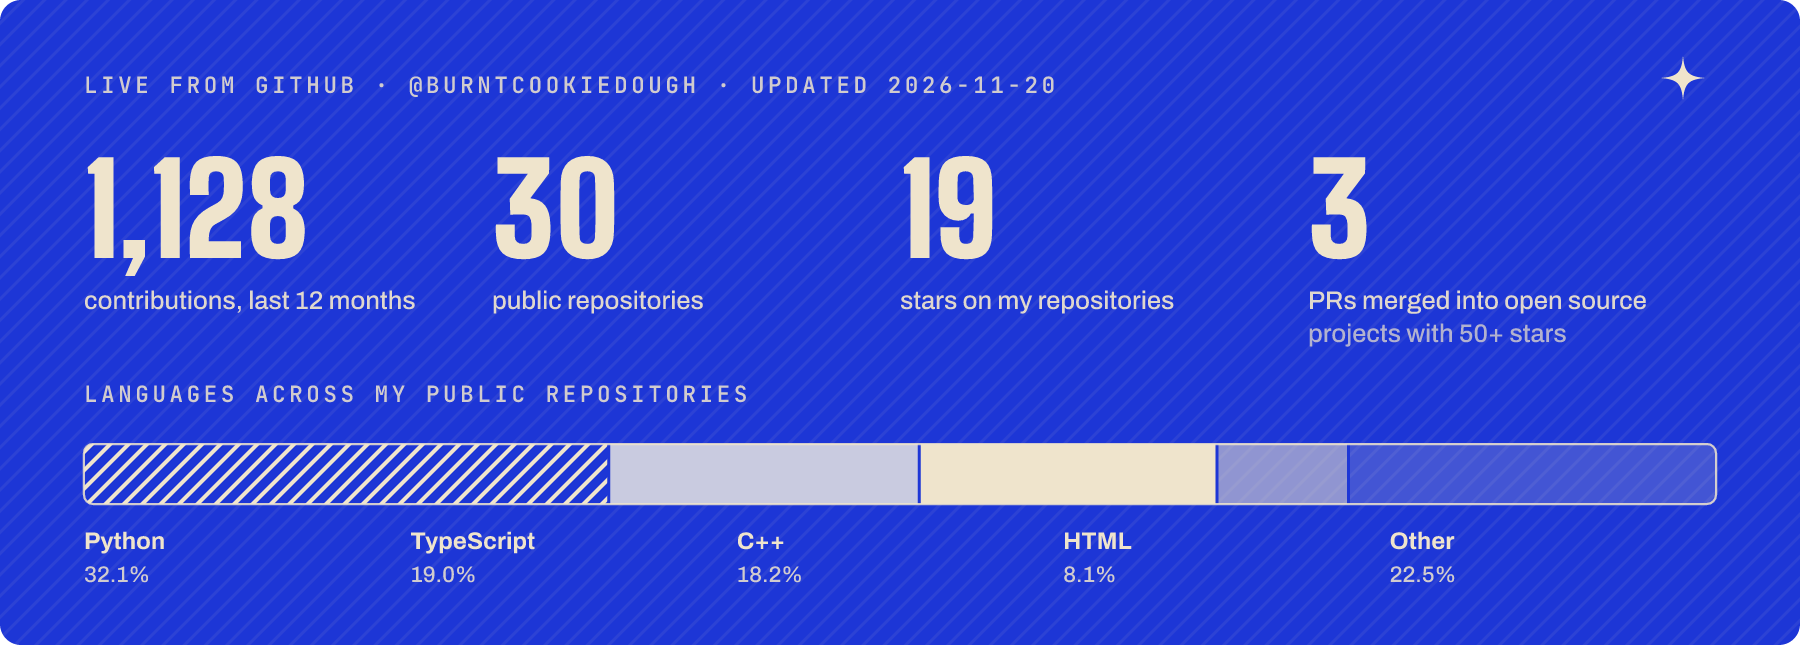 LIVE FROM GITHUB · @BURNTCOOKIEDOUGH · UPDATED 2026-11-20
1,128
contributions, last 12 months
30
public repositories
19
stars on my repositories
3
PRs merged into open source
projects with 50+ stars
LANGUAGES ACROSS MY PUBLIC REPOSITORIES
Python
32.1%
TypeScript
19.0%
C++
18.2%
HTML
8.1%
Other
22.5%